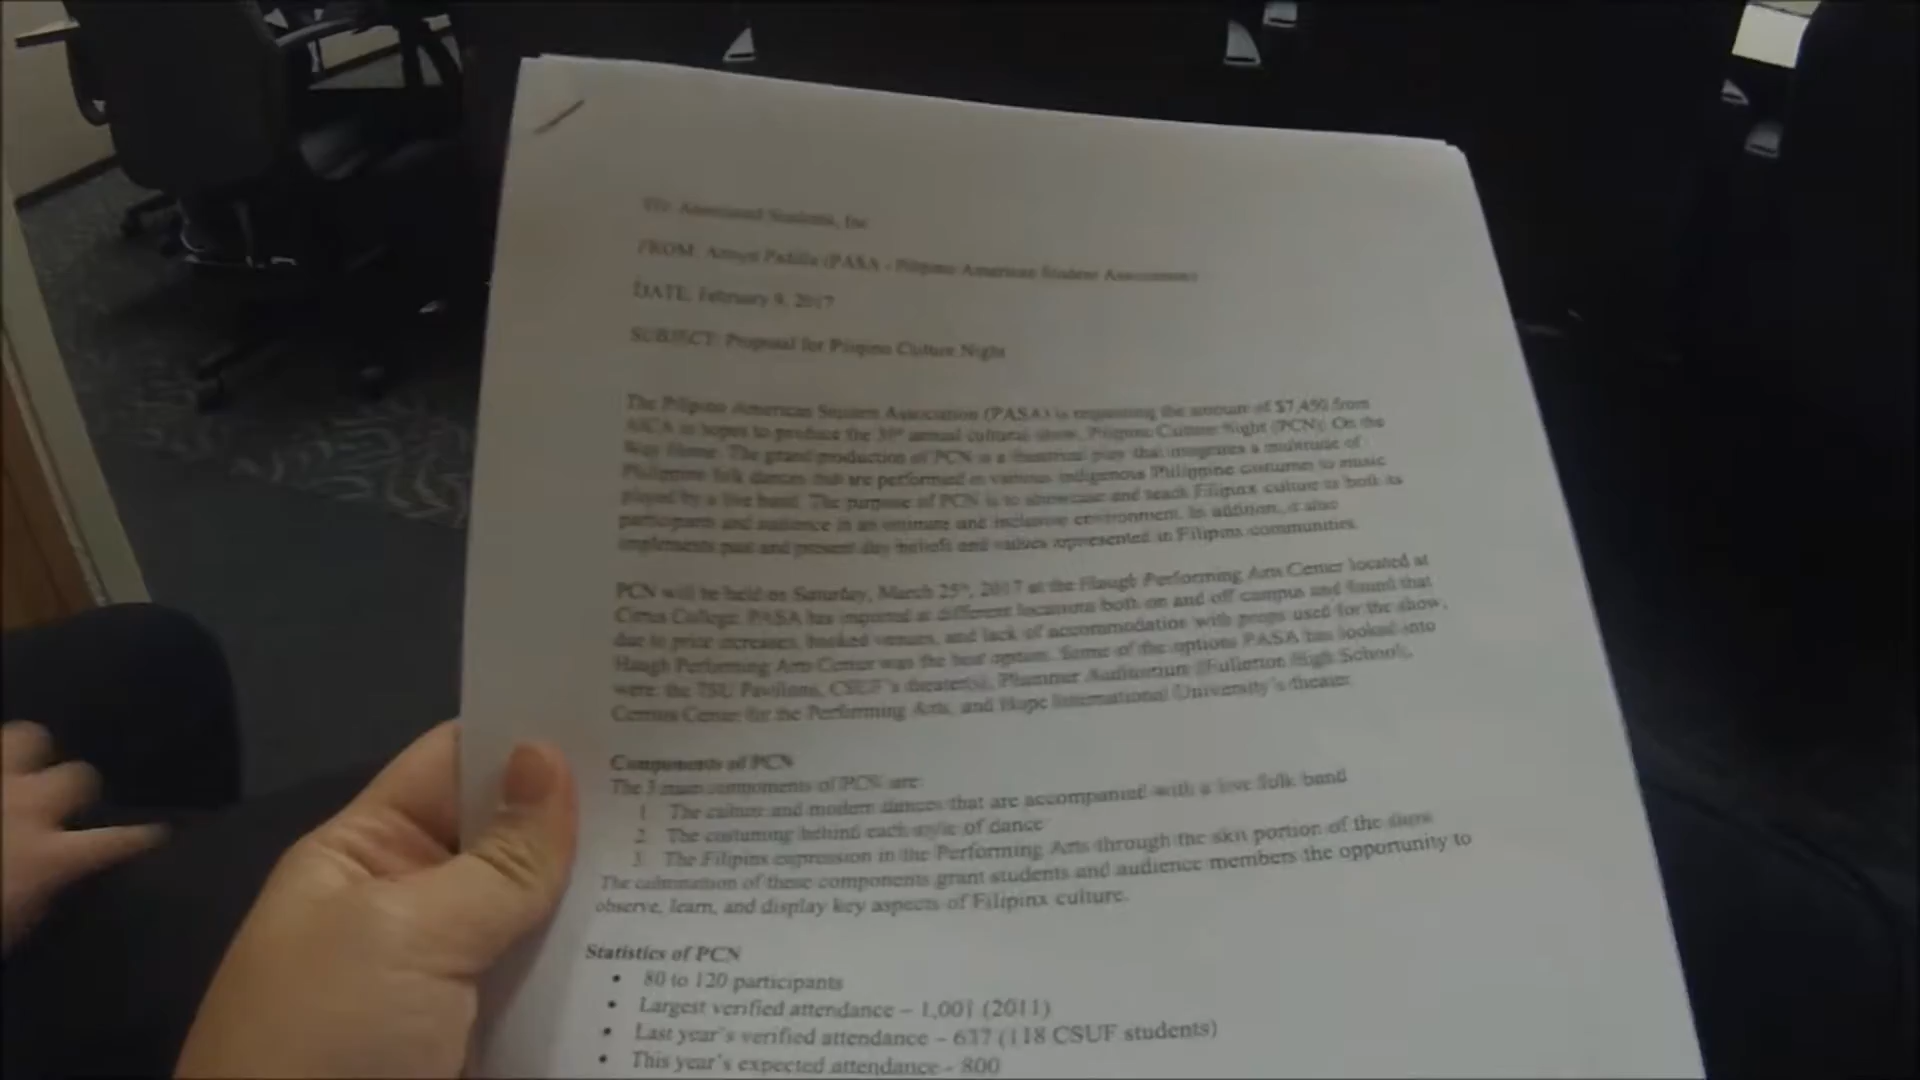 TO: Associated Students, Inc
FROM: Padilla (PASA - Pilipino American Student Association)
DATE: February 9, 2017
SUBJECT: Proposal for Pilipino Culture Night
The Pilipino American Student Association (PASA) is requesting the amount of from
in hopes to produce the annual cultural show, Pilipino Culture Night (PCN): On the
Way Home. The grand production of PCN is a theatrical play that integrates a multitude of
Philippine folk dances that are performed in various indigenous Philippine costumes to music
played by a live band. The purpose of PCN is to showcase and teach Filipinx culture to both its
participants and audience in an intimate and inclusive environment. In addition, it also
implements past and present day beliefs and values represented in Filipinx communities.
PCN will be held on Saturday, March 25th, 2017 at the Haugh Performing Arts Center located at
Citrus College. PASA has inquired at different locations both on and off campus and found that
due to price increases, booked venues, and lack of accommodation with props used for the show,
Haugh Performing Arts Center was the best option. Some of the options PASA has looked into
were: the TSU Pavilions, CSUF's theater(s), Plummer Auditorium (Fullerton High School),
Cerritos Center for the Performing Arts, and Hope International University's theater.
Components of PCN
The 3 main components of PCN are:
1. The culture and modern dances that are accompanied with a live folk band
2. The costuming behind each style of dance
3. The Filipinx expression in the Performing Arts through the skit portion of the show
The culmination of these components grant students and audience members the opportunity to
observe, learn, and display key aspects of Filipinx culture.
Statistics of PCN
• 80 to 120 participants
• Largest verified attendance – 1,001 (2011)
• Last year's verified attendance – 637 (118 CSUF students)
• This year's expected attendance - 800